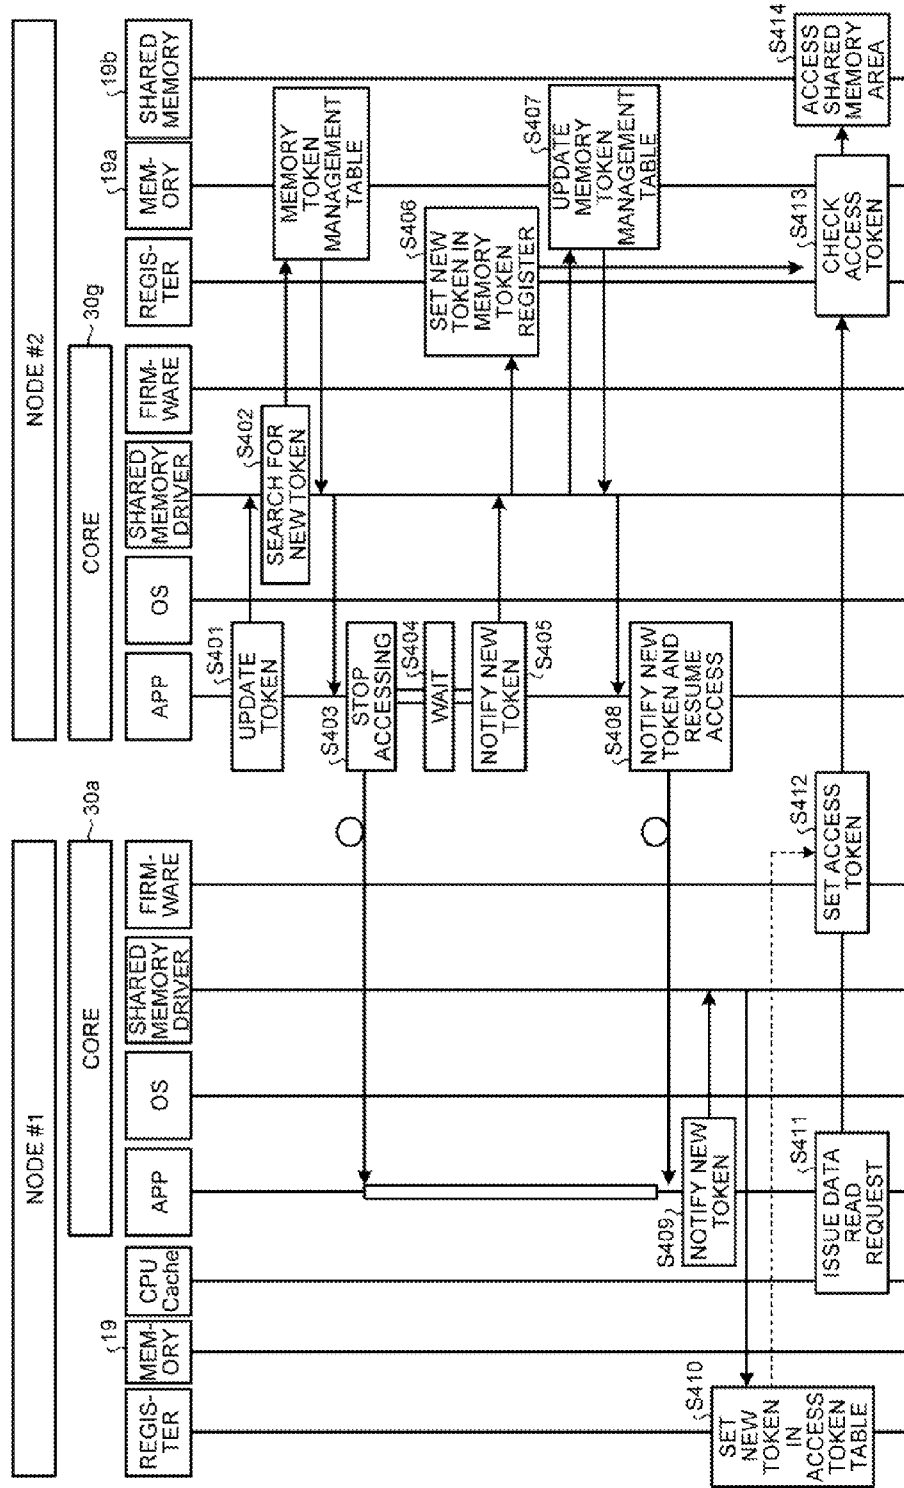 NODE #1
NODE #2
CORE
30a
CORE
30g
REGIS-
TER
MEM-
ORY
19
CPU
Cache
APP
OS
SHARED
MEMORY
DRIVER
FIRM-
WARE
APP
OS
SHARED
MEMORY
DRIVER
FIRM-
WARE
REGIS-
TER
MEM-
ORY
19a
SHARED
MEMORY
19b
S401
UPDATE
TOKEN
S402
SEARCH FOR
NEW TOKEN
MEMORY
TOKEN
MANAGEMENT
TABLE
S403
STOP
ACCESSING
S404
WAIT
S405
NOTIFY NEW
TOKEN
S406
SET NEW
TOKEN IN
MEMORY
TOKEN
REGISTER
S407
UPDATE
MEMORY
TOKEN
MANAGEMENT
TABLE
S408
NOTIFY NEW
TOKEN AND
RESUME
ACCESS
S409
NOTIFY NEW
TOKEN
S410
SET
NEW
TOKEN
IN
ACCESS
TOKEN
TABLE
S411
ISSUE DATA
READ
REQUEST
S412
SET ACCESS
TOKEN
S413
CHECK
ACCESS
TOKEN
S414
ACCESS
SHARED
MEMORY
AREA